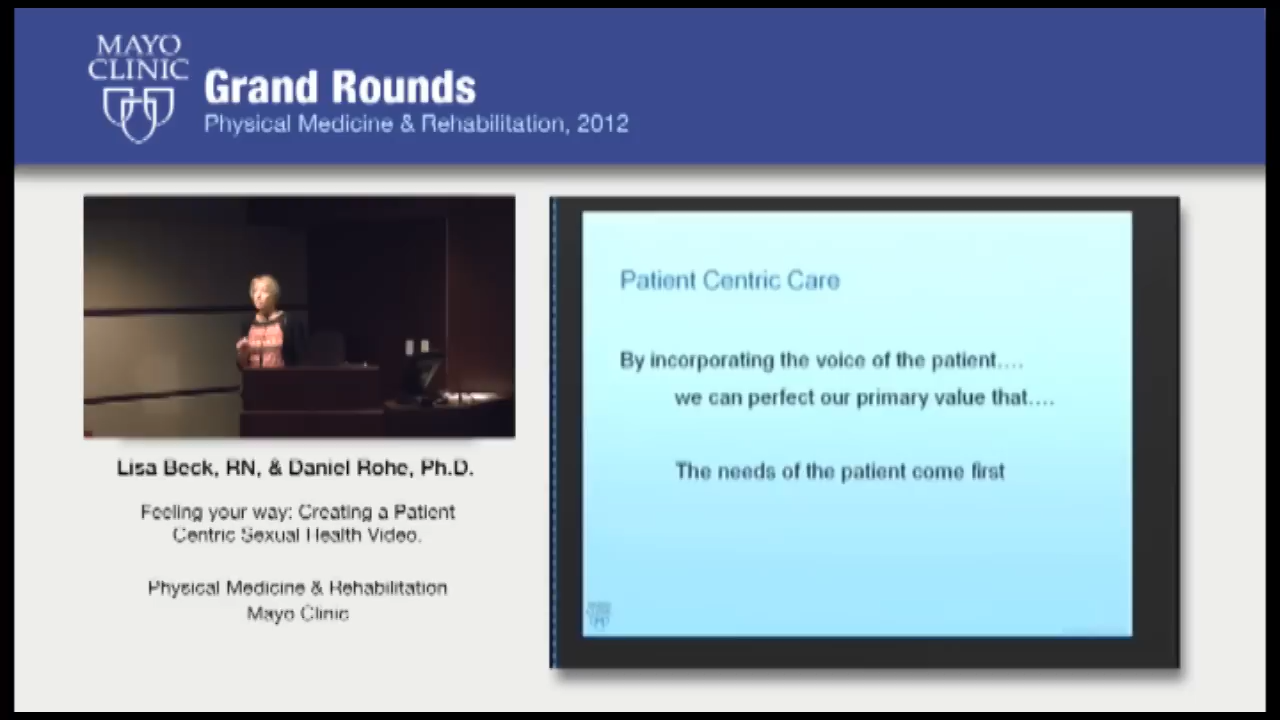 MAYO
CLINIC
Grand Rounds
Physical Medicine & Rehabilitation, 2012
Patient Centric Care
By incorporating the voice of the patient....
we can perfect our primary value that....
The needs of the patient come first
Lisa Beck, RN, & Daniel Rohe, Ph.D.
Feeling your way: Creating a Patient
Centric Sexual Health Video.
Physical Medicine & Rehabilitation
Mayo Clinic